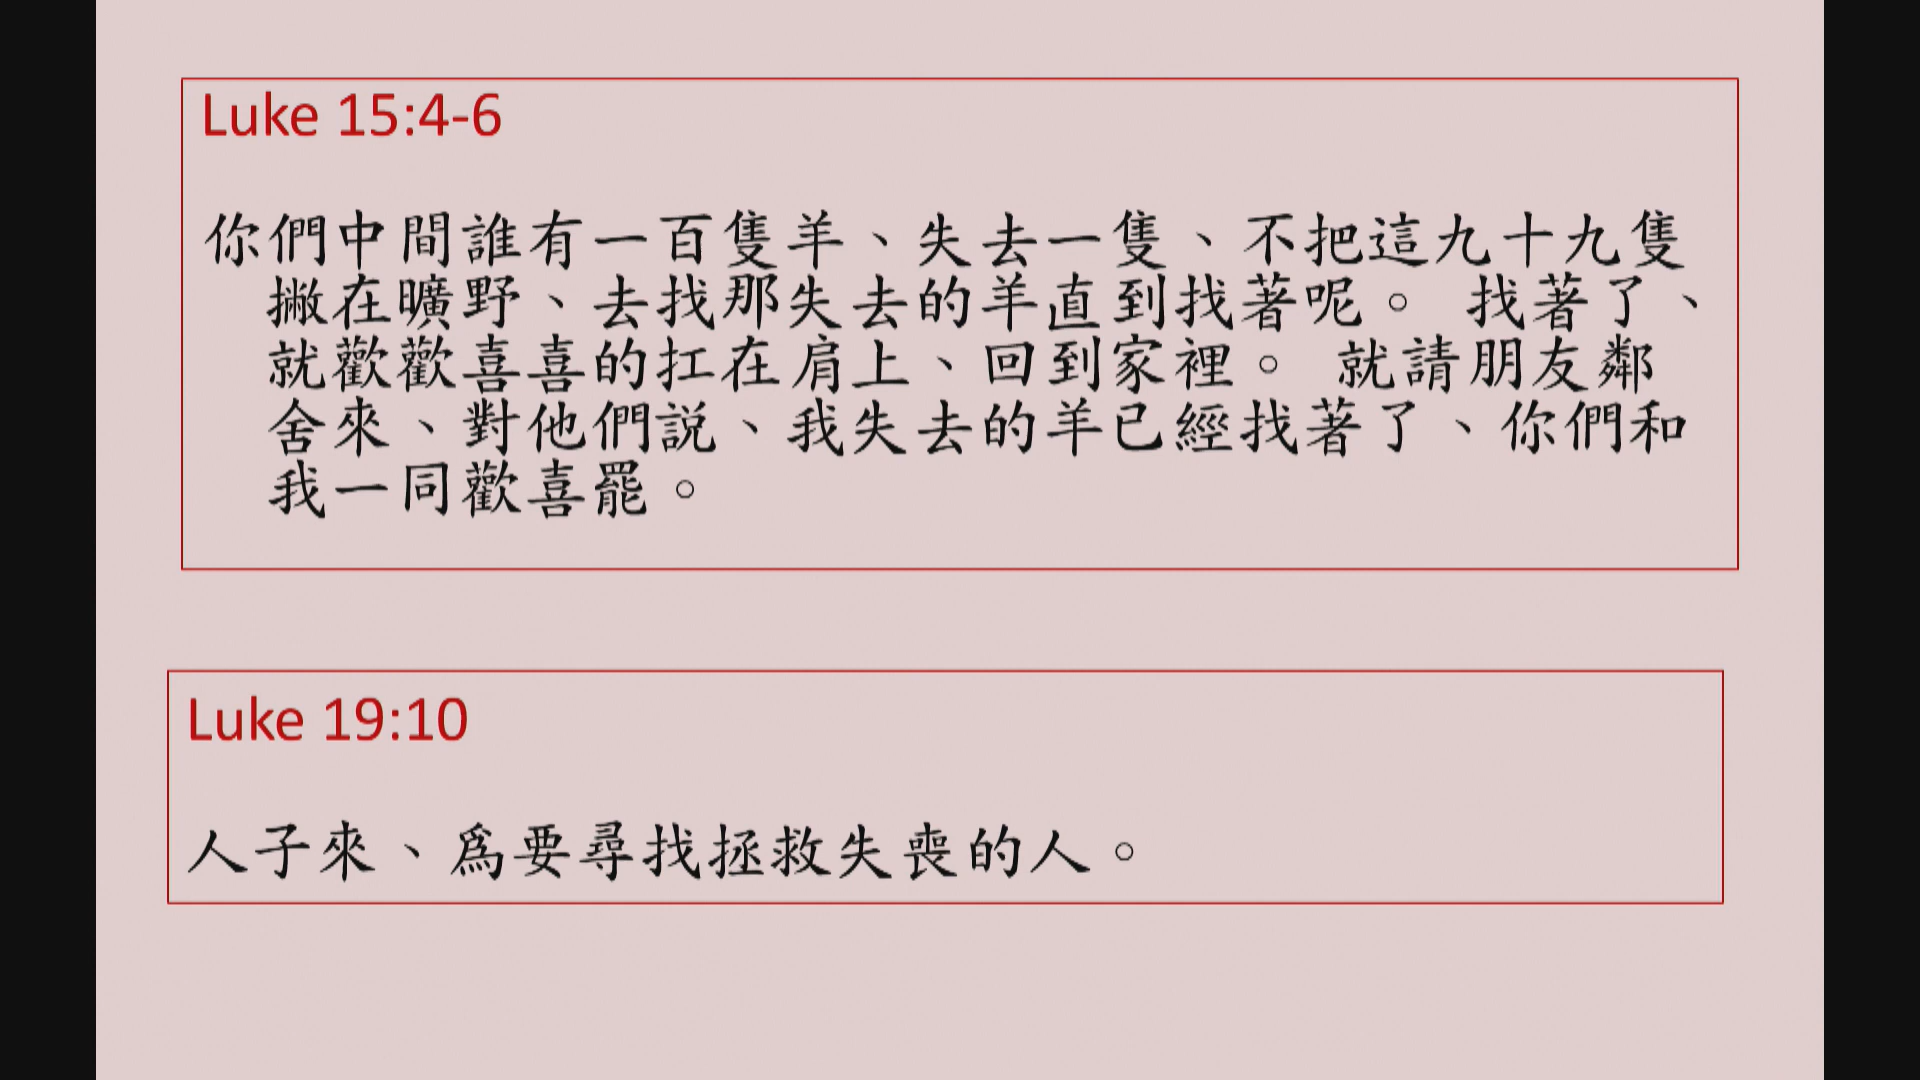 Luke 15:4-6
你們中間誰有一百隻羊、失去一隻、不把這九十九隻
撇在曠野、去找那失去的羊直到找著呢。 找著了、
就歡歡喜喜的扛在肩上、回到家裡。 就請朋友鄰
舍來、對他們説、我失去的羊已經找著了、你們和
我一同歡喜罷。
Luke 19:10
人子來、爲要尋找拯救失喪的人。